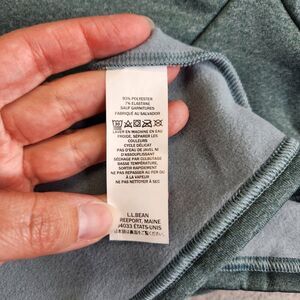 93% POLYESTER
7% ELASTANE
SAUF GARNITURES
FABRIQUÉ AU SALVADOR
LAVER EN MACHINE EN EAU
FROIDE, SÉPARER LES
COULEURS
CYCLE DÉLICAT
PAS D'EAU DE JAVEL NI
D'ASSOUPLISSANT
SÉCHAGE PAR CULBUTAGE
BASSE TEMPÉRATURE,
SORTIR RAPIDEMENT
NE PAS REPASSER AU FER OU
À LA VAPEUR
NE PAS NETTOYER À SEC
L.L.BEAN
FREEPORT, MAINE
04033 ÉTATS-UNIS